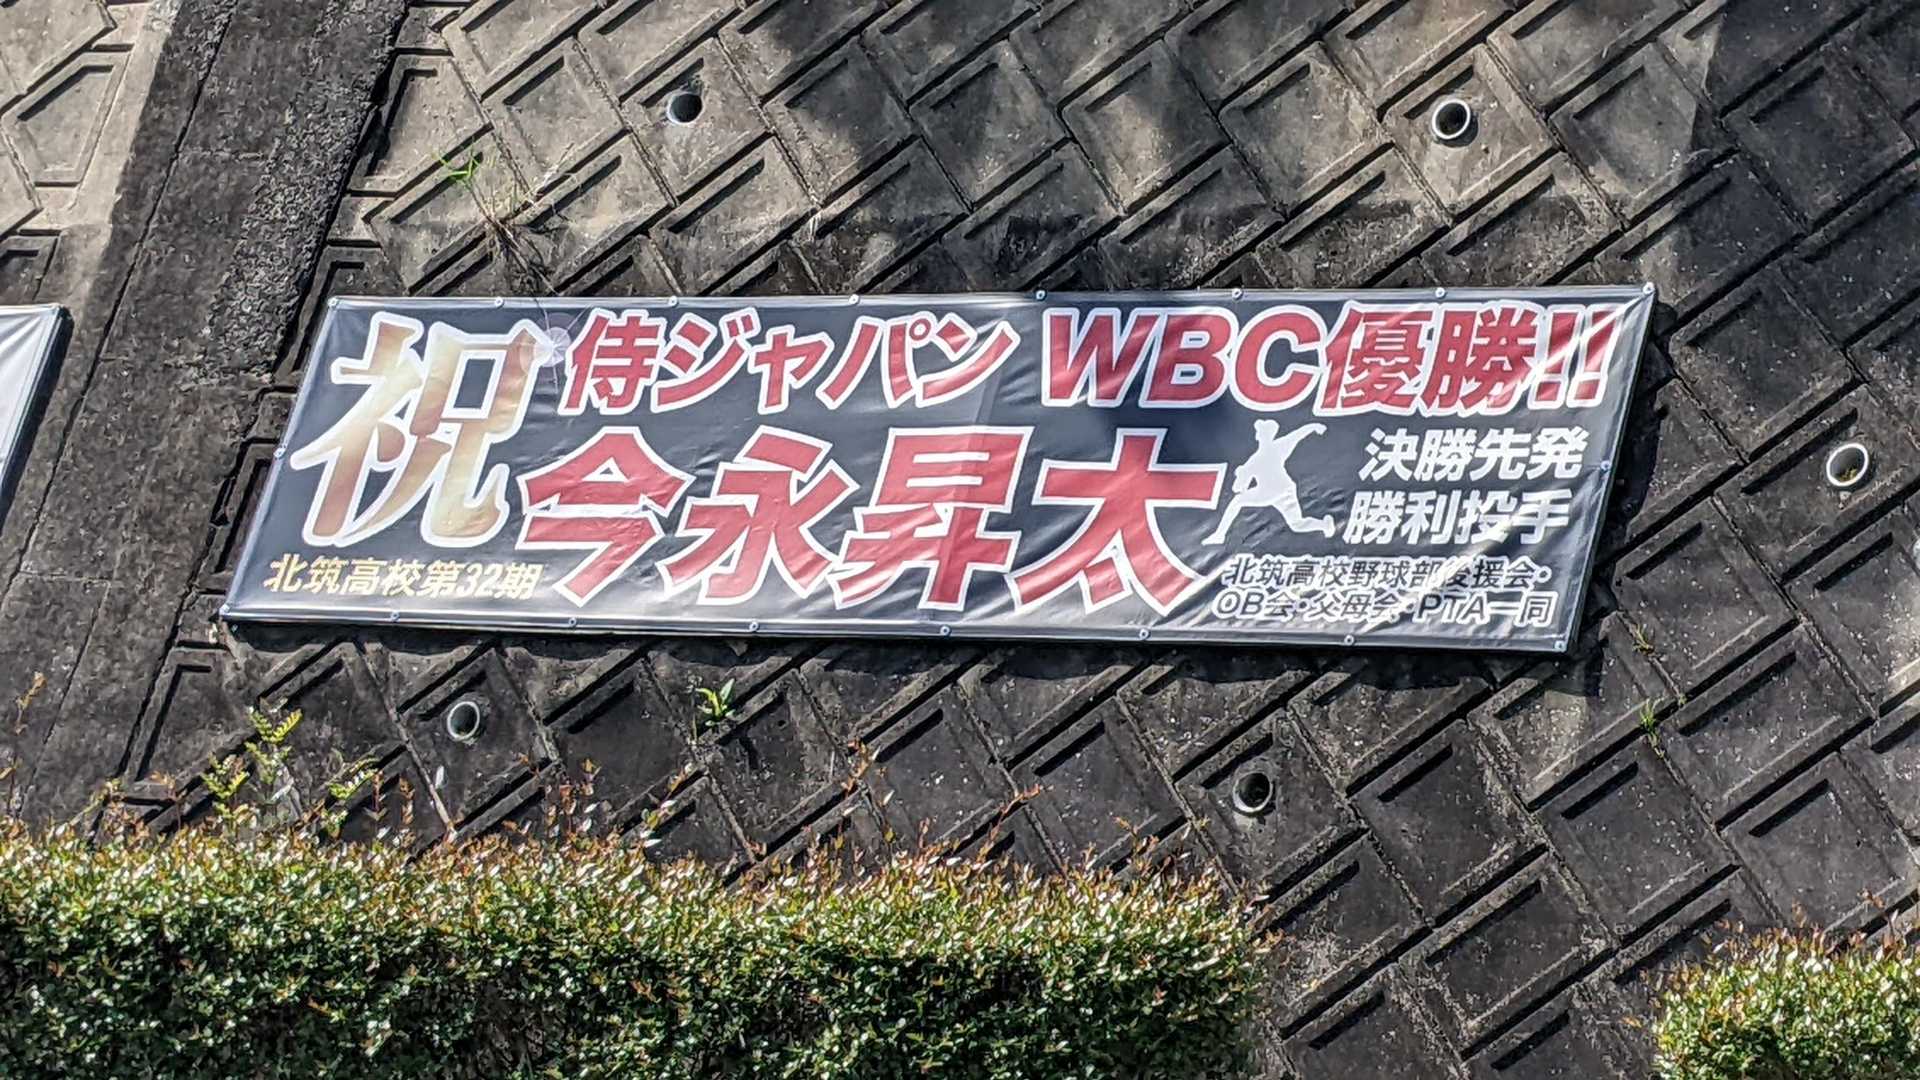 祝
侍ジャパン WBC優勝!!
今永昇太
決勝先発
勝利投手
北筑高校第32期
北筑高校野球部後援会・
OB会・父母会・PTA一同